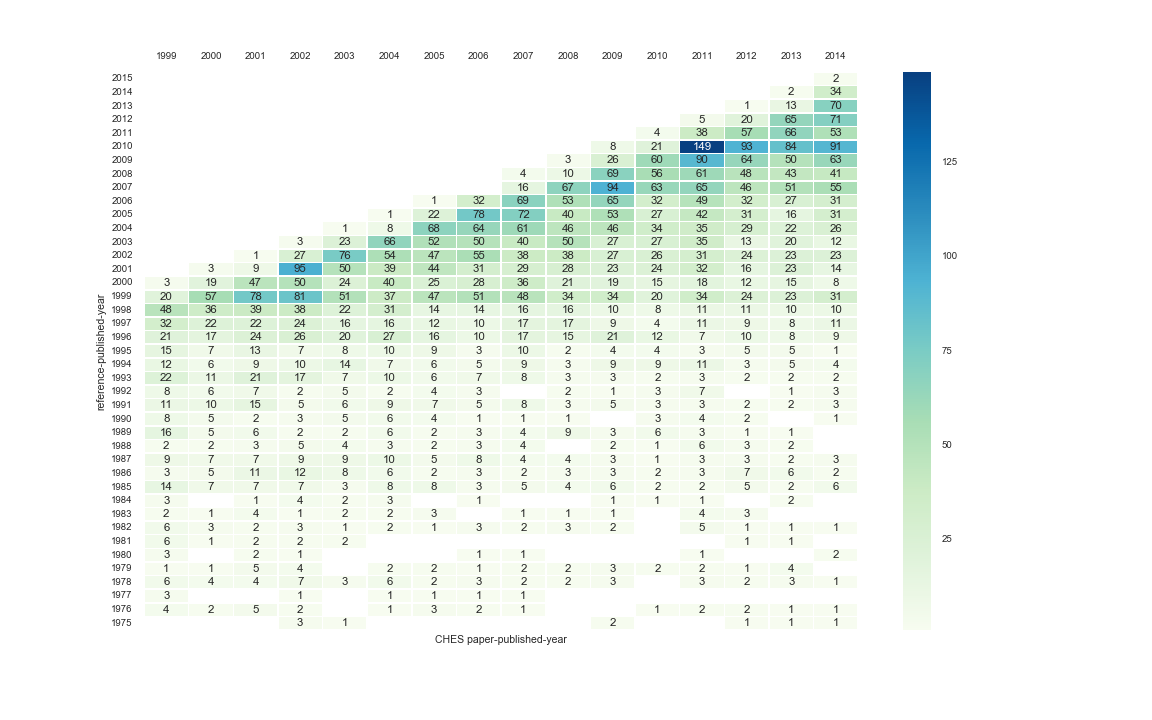 1999 2000 2001 2002 2003 2004 2005 2006 2007 2008 2009 2010 2011 2012 2013 2014
2015 2
2014 2 34
2013 1 13 70
2012 5 20 65 71
2011 4 38 57 66 53
2010 8 21 149 93 84 91
2009 3 26 60 90 64 50 63
2008 4 10 69 56 61 48 43 41
2007 16 67 94 63 65 46 51 55
2006 1 32 69 53 65 32 49 32 27 31
2005 1 22 78 72 40 53 27 42 31 16 31
2004 1 8 68 64 61 46 46 34 35 29 22 26
2003 3 23 66 52 50 40 50 27 27 35 13 20 12
2002 1 27 76 54 47 55 38 38 27 26 31 24 23 23
2001 3 9 95 50 39 44 31 29 28 23 24 32 16 23 14
2000 3 19 47 50 24 40 25 28 36 21 19 15 18 12 15 8
1999 20 57 78 81 51 37 47 51 48 34 34 20 34 24 23 31
1998 48 36 39 38 22 31 14 14 16 16 10 8 11 11 10 10
1997 32 22 22 24 16 16 12 10 17 17 9 4 11 9 8 11
1996 21 17 24 26 20 27 16 10 17 15 21 12 7 10 8 9
1995 15 7 13 7 8 10 9 3 10 2 4 4 3 5 5 1
1994 12 6 9 10 14 7 6 5 9 3 9 9 11 3 5 4
1993 22 11 21 17 7 10 6 7 8 3 3 2 3 2 2 2
1992 8 6 7 2 5 2 4 3 2 1 3 7 1 3
1991 11 10 15 5 6 9 7 5 8 3 5 3 3 2 2 3
1990 8 5 2 3 5 6 4 1 1 1 3 4 2 1
1989 16 5 6 2 2 6 2 3 4 9 3 6 3 1 1
1988 2 2 3 5 4 3 2 3 4 2 1 6 3 2
1987 9 7 7 9 9 10 5 8 4 4 3 1 3 3 2 3
1986 3 5 11 12 8 6 2 3 2 3 3 2 3 7 6 2
1985 14 7 7 7 3 8 8 3 5 4 6 2 2 5 2 6
1984 3 1 4 2 3 1 1 1 1 2
1983 2 1 4 1 2 2 3 1 1 1 4 3
1982 6 3 2 3 1 2 1 3 2 3 2 5 1 1 1
1981 6 1 2 2 2 1 1
1980 3 2 1 1 1 1 2
1979 1 1 5 4 2 2 1 2 2 3 2 2 1 4
1978 6 4 4 7 3 6 2 3 2 2 3 3 2 3 1
1977 3 1 1 1 1 1
1976 4 2 5 2 1 3 2 1 1 2 2 1 1
1975 3 1 2 1 1 1
reference-published-year
CHES paper-published-year
125
100
75
50
25